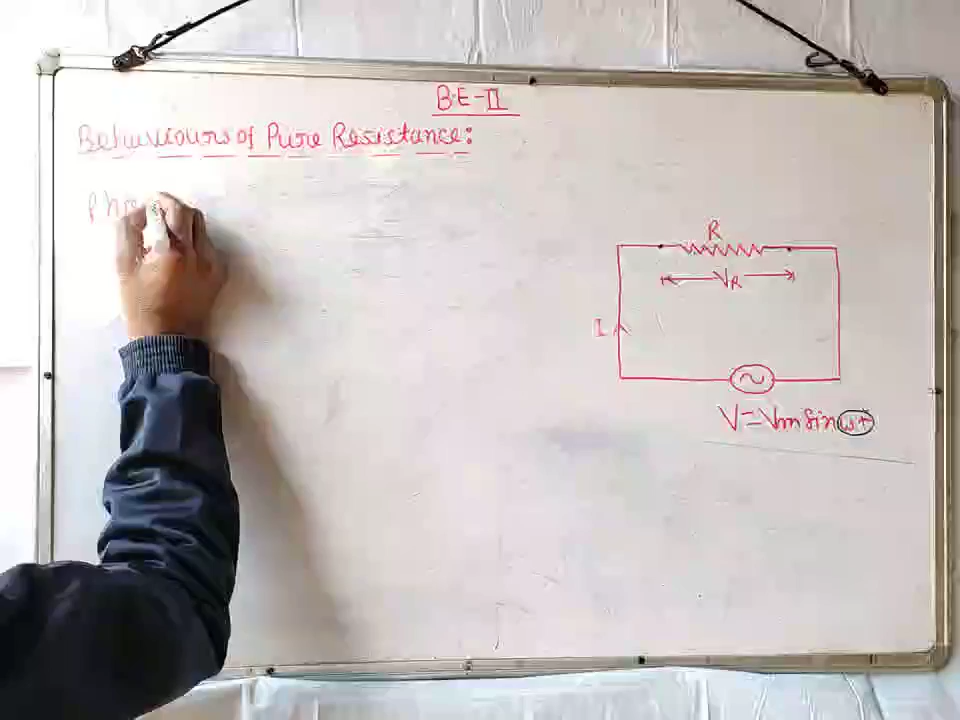 B.E-II
Behaviours of Pure Resistance:
R
VR
I
V=Vm Sin ωt